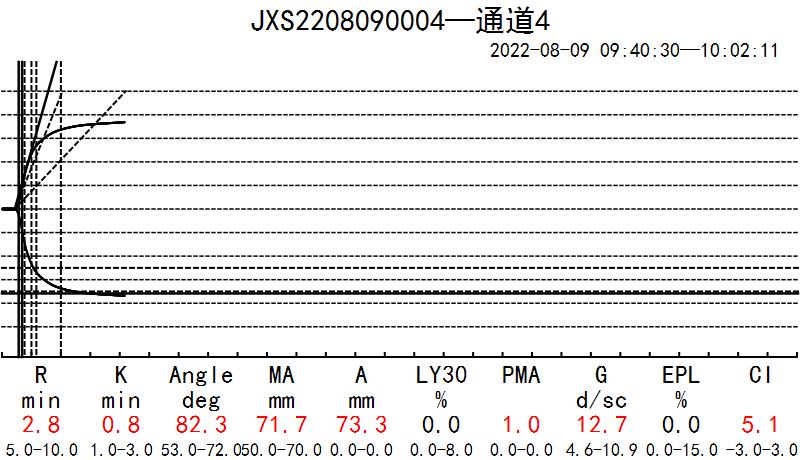 JXS2208090004—通道4
2022-08-09 09:40:30—10:02:11
R K Angle MA A LY30 PMA G EPL CI
min min deg mm mm % d/sc %
2.8 0.8 82.3 71.7 73.3 0.0 1.0 12.7 0.0 5.1
5.0-10.0 1.0-3.0 53.0-72.0 50.0-70.0 0.0-0.0 0.0-8.0 0.0-0.0 4.6-10.9 0.0-15.0 -3.0-3.0